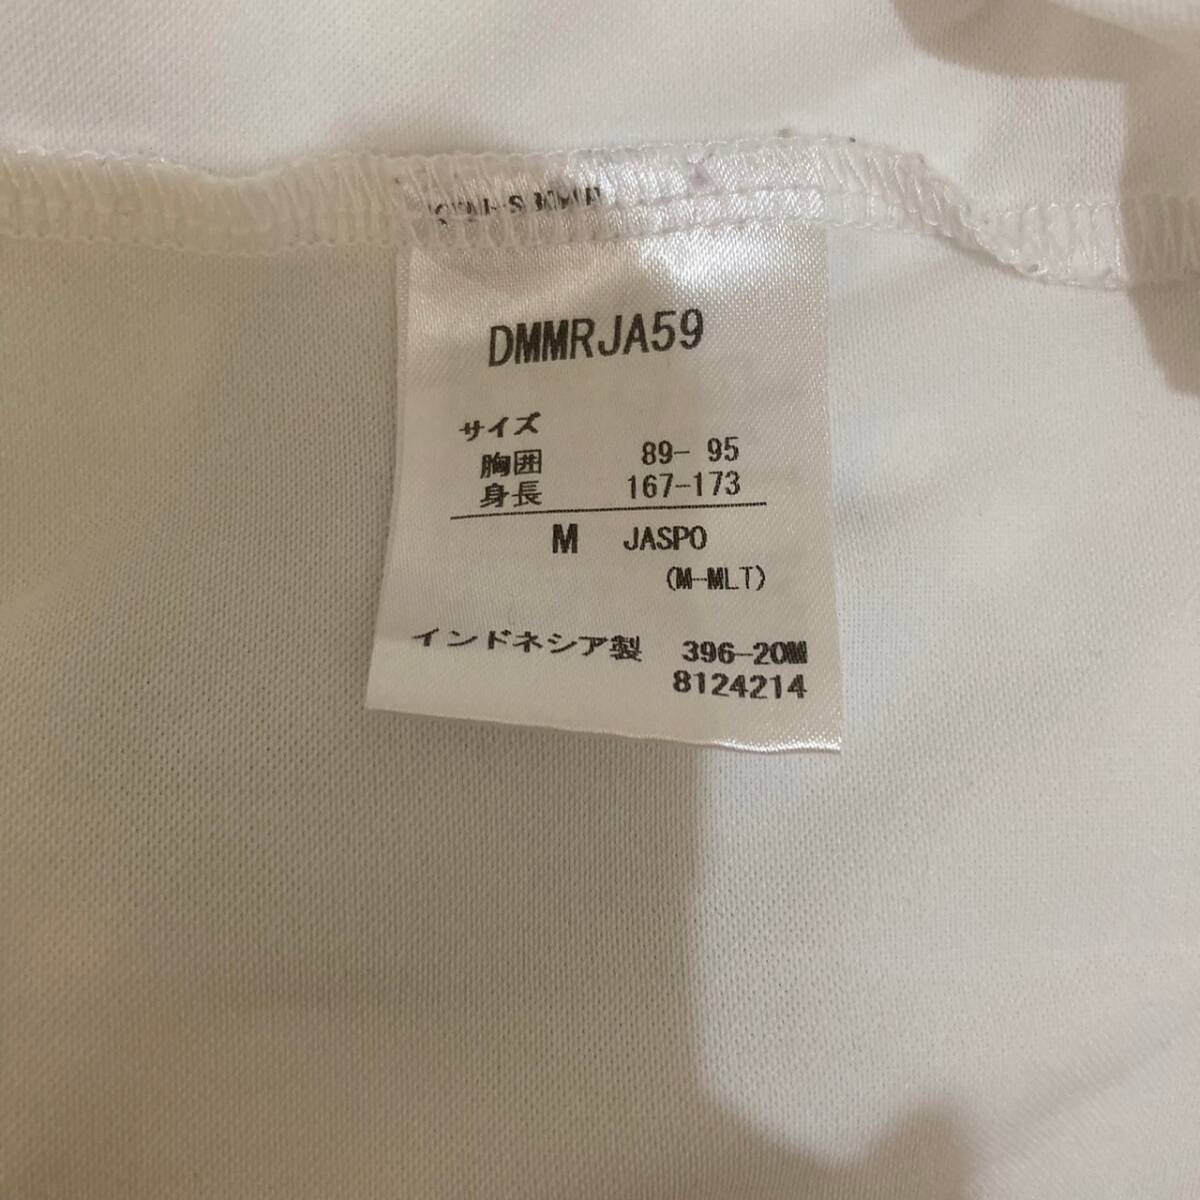 DMMRJA59
サイズ
胸囲 89- 95
身長 167-173
M JASPO
(M-MLT)
インドネシア製 396-20M
8124214